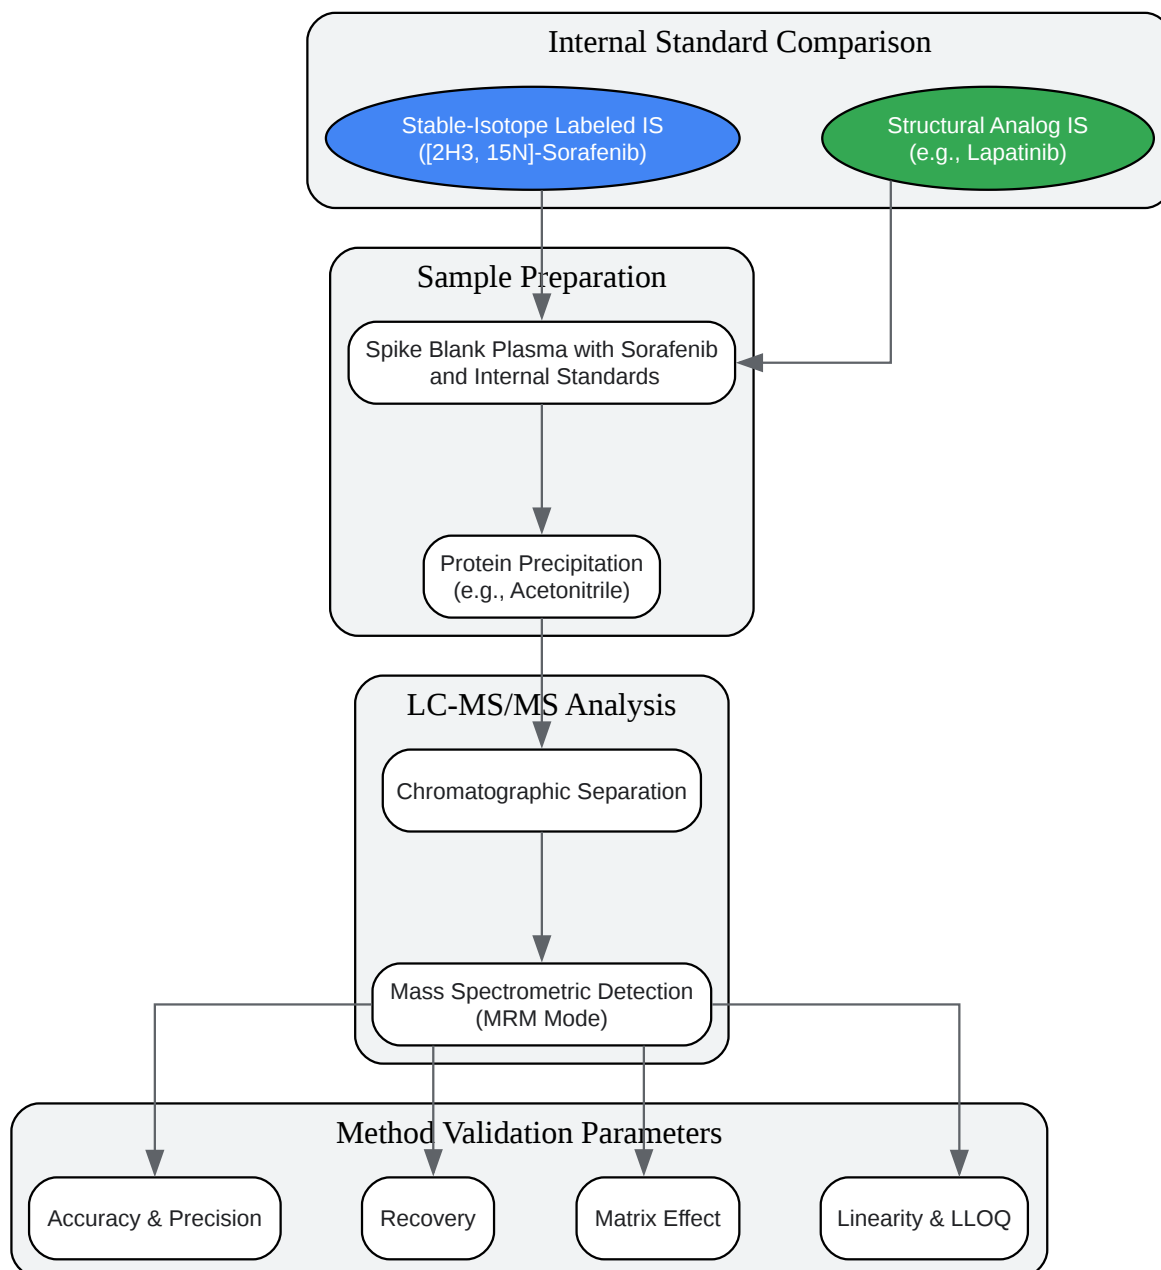 Internal Standard Comparison
Stable-Isotope Labeled IS
([2H3, 15N]-Sorafenib)
Structural Analog IS
(e.g., Lapatinib)
Sample Preparation
Spike Blank Plasma with Sorafenib
and Internal Standards
Protein Precipitation
(e.g., Acetonitrile)
LC-MS/MS Analysis
Chromatographic Separation
Mass Spectrometric Detection
(MRM Mode)
Method Validation Parameters
Accuracy & Precision
Recovery
Matrix Effect
Linearity & LLOQ